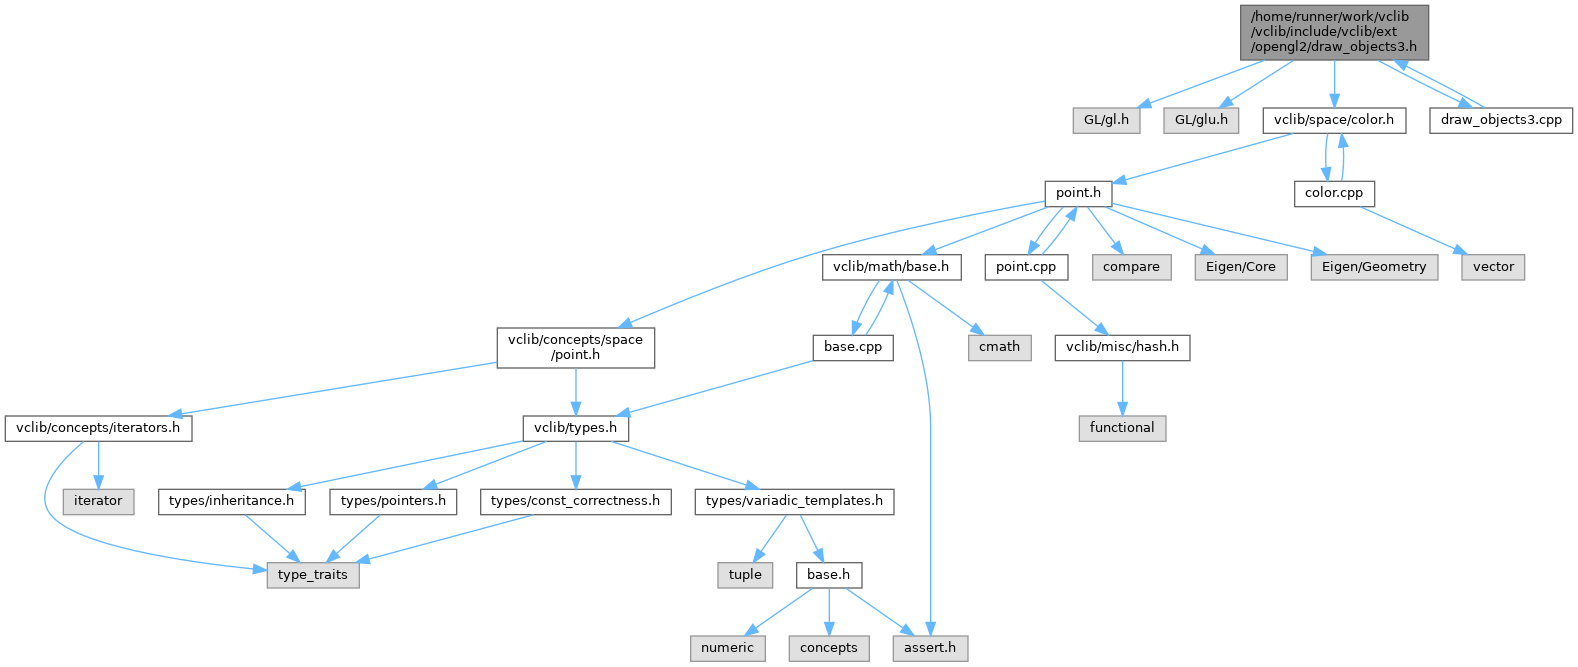 /home/runner/work/vclib
/vclib/include/vclib/ext
/opengl2/draw_objects3.h
GL/gl.h
GL/glu.h
vclib/space/color.h
draw_objects3.cpp
point.h
color.cpp
vclib/math/base.h
point.cpp
compare
Eigen/Core
Eigen/Geometry
vector
vclib/concepts/space
/point.h
base.cpp
cmath
vclib/misc/hash.h
vclib/concepts/iterators.h
vclib/types.h
functional
iterator
types/inheritance.h
types/pointers.h
types/const_correctness.h
types/variadic_templates.h
type_traits
tuple
base.h
numeric
concepts
assert.h